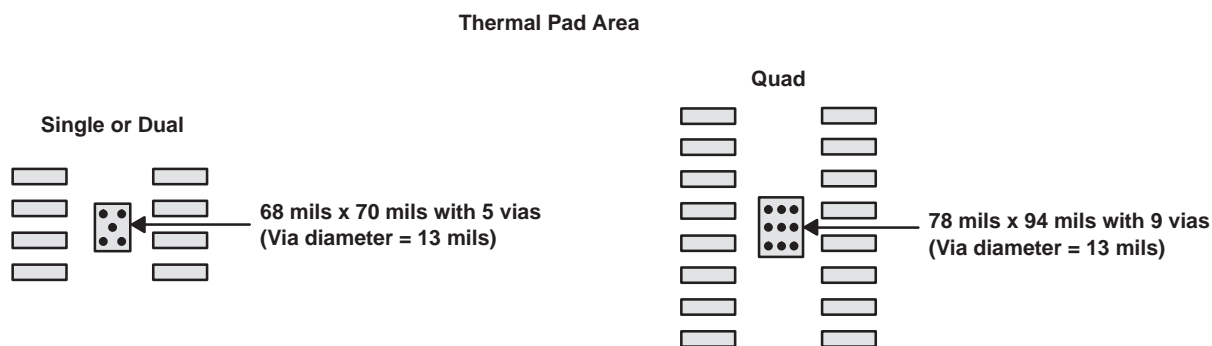 Thermal Pad Area
Single or Dual
68 mils x 70 mils with 5 vias
(Via diameter = 13 mils)
Quad
78 mils x 94 mils with 9 vias
(Via diameter = 13 mils)